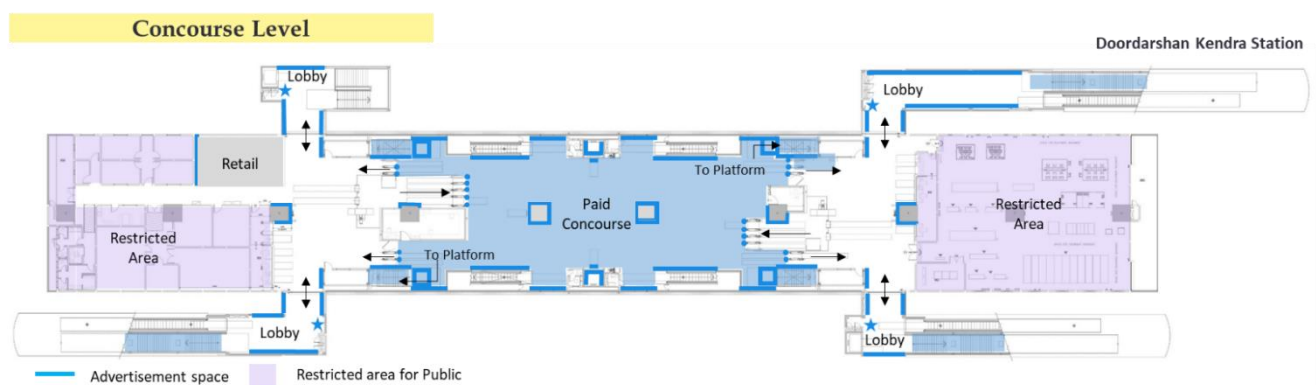 Concourse Level
Doordarshan Kendra Station
Lobby
Lobby
Retail
To Platform
Paid
Concourse
Restricted
Area
Restricted
Area
To Platform
Lobby
Lobby
Advertisement space
Restricted area for Public